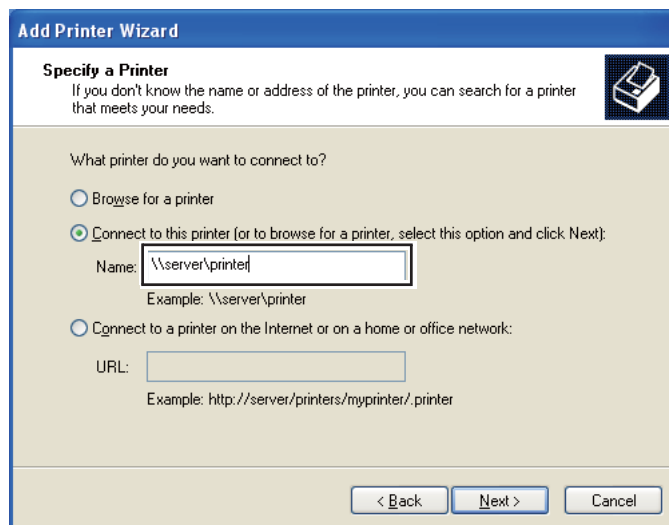 Add Printer Wizard
Specify a Printer
If you don't know the name or address of the printer, you can search for a printer
that meets your needs.
What printer do you want to connect to?
Browse for a printer
Connect to this printer (or to browse for a printer, select this option and click Next):
Name: \\server\printer
Example: \\server\printer
Connect to a printer on the Internet or on a home or office network:
URL:
Example: http://server/printers/myprinter/.printer
< Back Next > Cancel